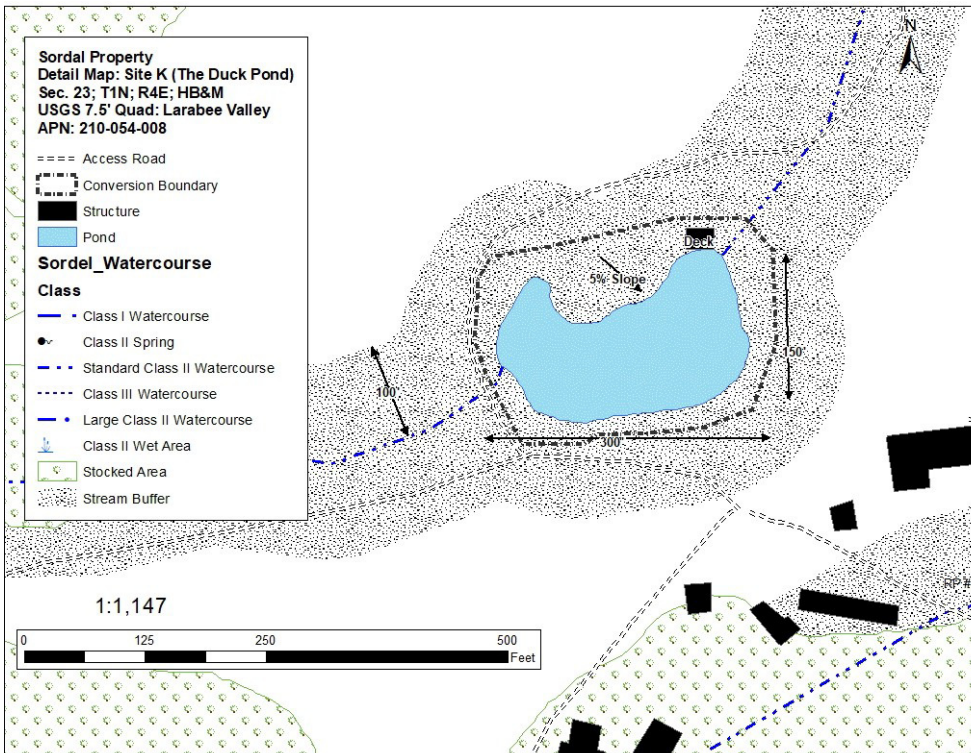 Sordal Property
Detail Map: Site K (The Duck Pond)
Sec. 23; T1N; R4E; HB&M
USGS 7.5' Quad: Larabee Valley
APN: 210-054-008
Access Road
Conversion Boundary
Structure
Pond
Sordel_Watercourse
Class
Class I Watercourse
Class II Spring
Standard Class II Watercourse
Class III Watercourse
Large Class II Watercourse
Class II Wet Area
Stocked Area
Stream Buffer
N
Deck
5% Slope
150'
100'
300'
RP #
1:1,147
0 125 250 500
Feet